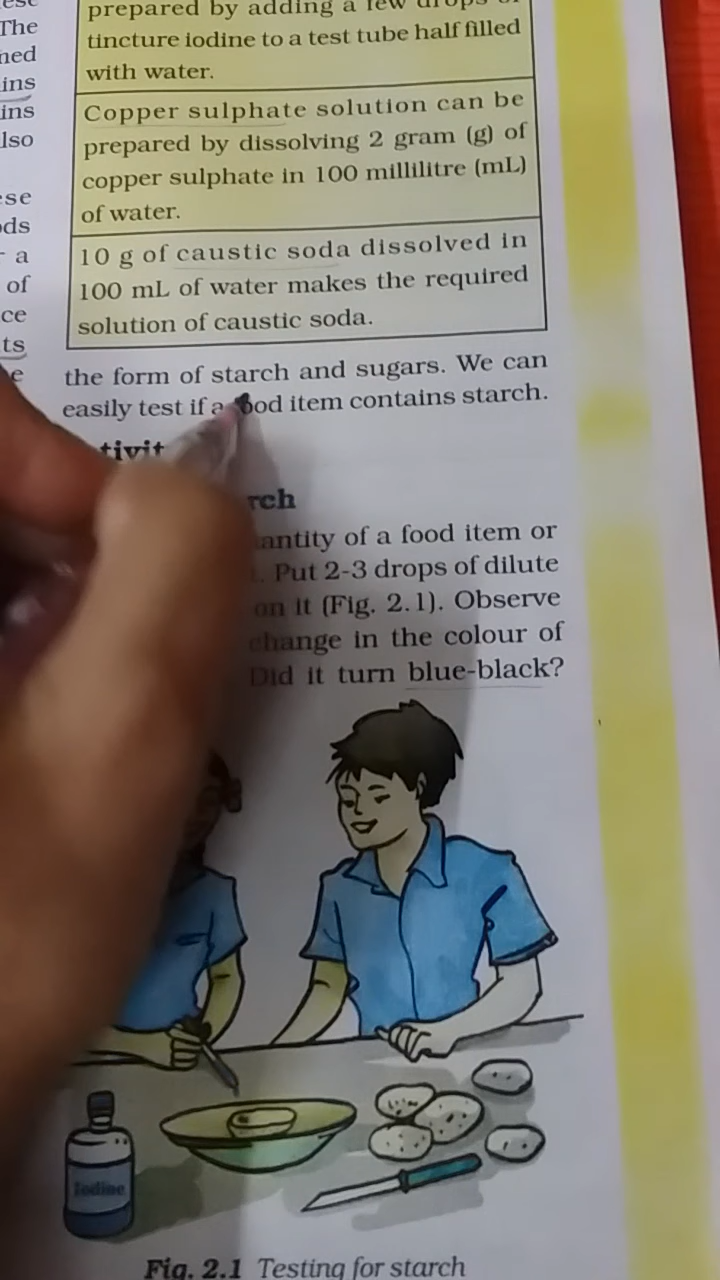 The
ned
ins
ins
lso
ese
ds
a
of
ce
ts
e
prepared by adding a few drops of
tincture iodine to a test tube half filled
with water.
Copper sulphate solution can be
prepared by dissolving 2 gram (g) of
copper sulphate in 100 millilitre (mL)
of water.
10 g of caustic soda dissolved in
100 mL of water makes the required
solution of caustic soda.
the form of starch and sugars. We can
easily test if a food item contains starch.
tivit
rch
antity of a food item or
. Put 2-3 drops of dilute
on it (Fig. 2.1). Observe
change in the colour of
Did it turn blue-black?
Iodine
Fig. 2.1 Testing for starch